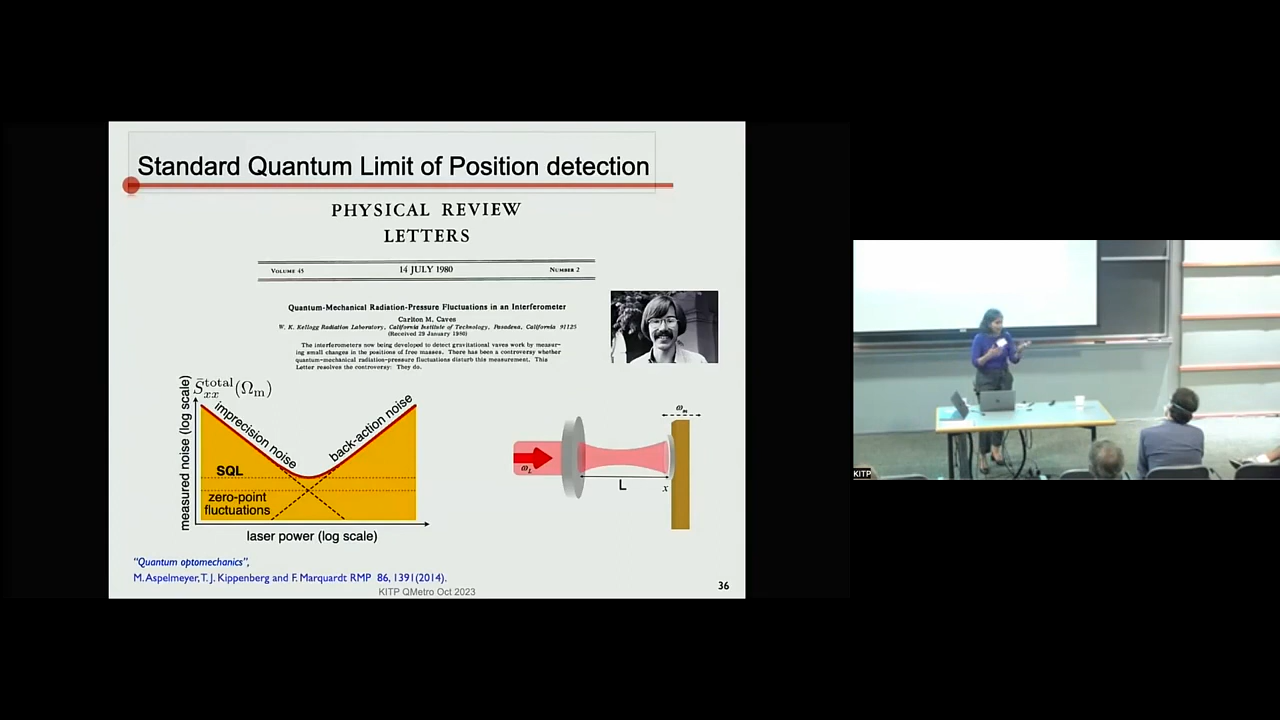 Standard Quantum Limit of Position detection
PHYSICAL REVIEW
LETTERS
VOLUME 45
14 JULY 1980
NUMBER 2
Quantum-Mechanical Radiation-Pressure Fluctuations in an Interferometer
Carlton M. Caves
W. K. Kellogg Radiation Laboratory, California Institute of Technology, Pasadena, California 91125
(Received 29 January 1980)
The interferometers now being developed to detect gravitational vaves work by measur-
ing small changes in the positions of free masses. There has been a controversy whether
quantum-mechanical radiation-pressure fluctuations disturb this measurement. This
Letter resolves the controversy: They do.
S̄xx^total(Ωm)
measured noise (log scale)
imprecision noise
back-action noise
SQL
zero-point
fluctuations
laser power (log scale)
ωm
ωL
L
x
"Quantum optomechanics",
M. Aspelmeyer, T. J. Kippenberg and F. Marquardt RMP 86, 1391(2014).
KITP QMetro Oct 2023
36
KITP